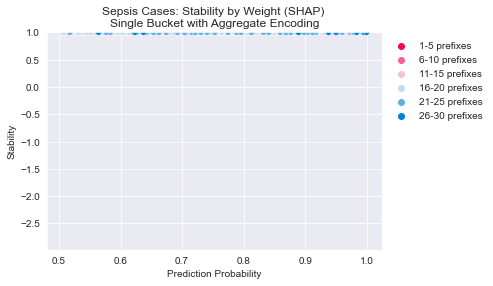 Sepsis Cases: Stability by Weight (SHAP)
Single Bucket with Aggregate Encoding
1.0
0.5
0.0
-0.5
-1.0
-1.5
-2.0
-2.5
Stability
0.5 0.6 0.7 0.8 0.9 1.0
Prediction Probability
1-5 prefixes
6-10 prefixes
11-15 prefixes
16-20 prefixes
21-25 prefixes
26-30 prefixes